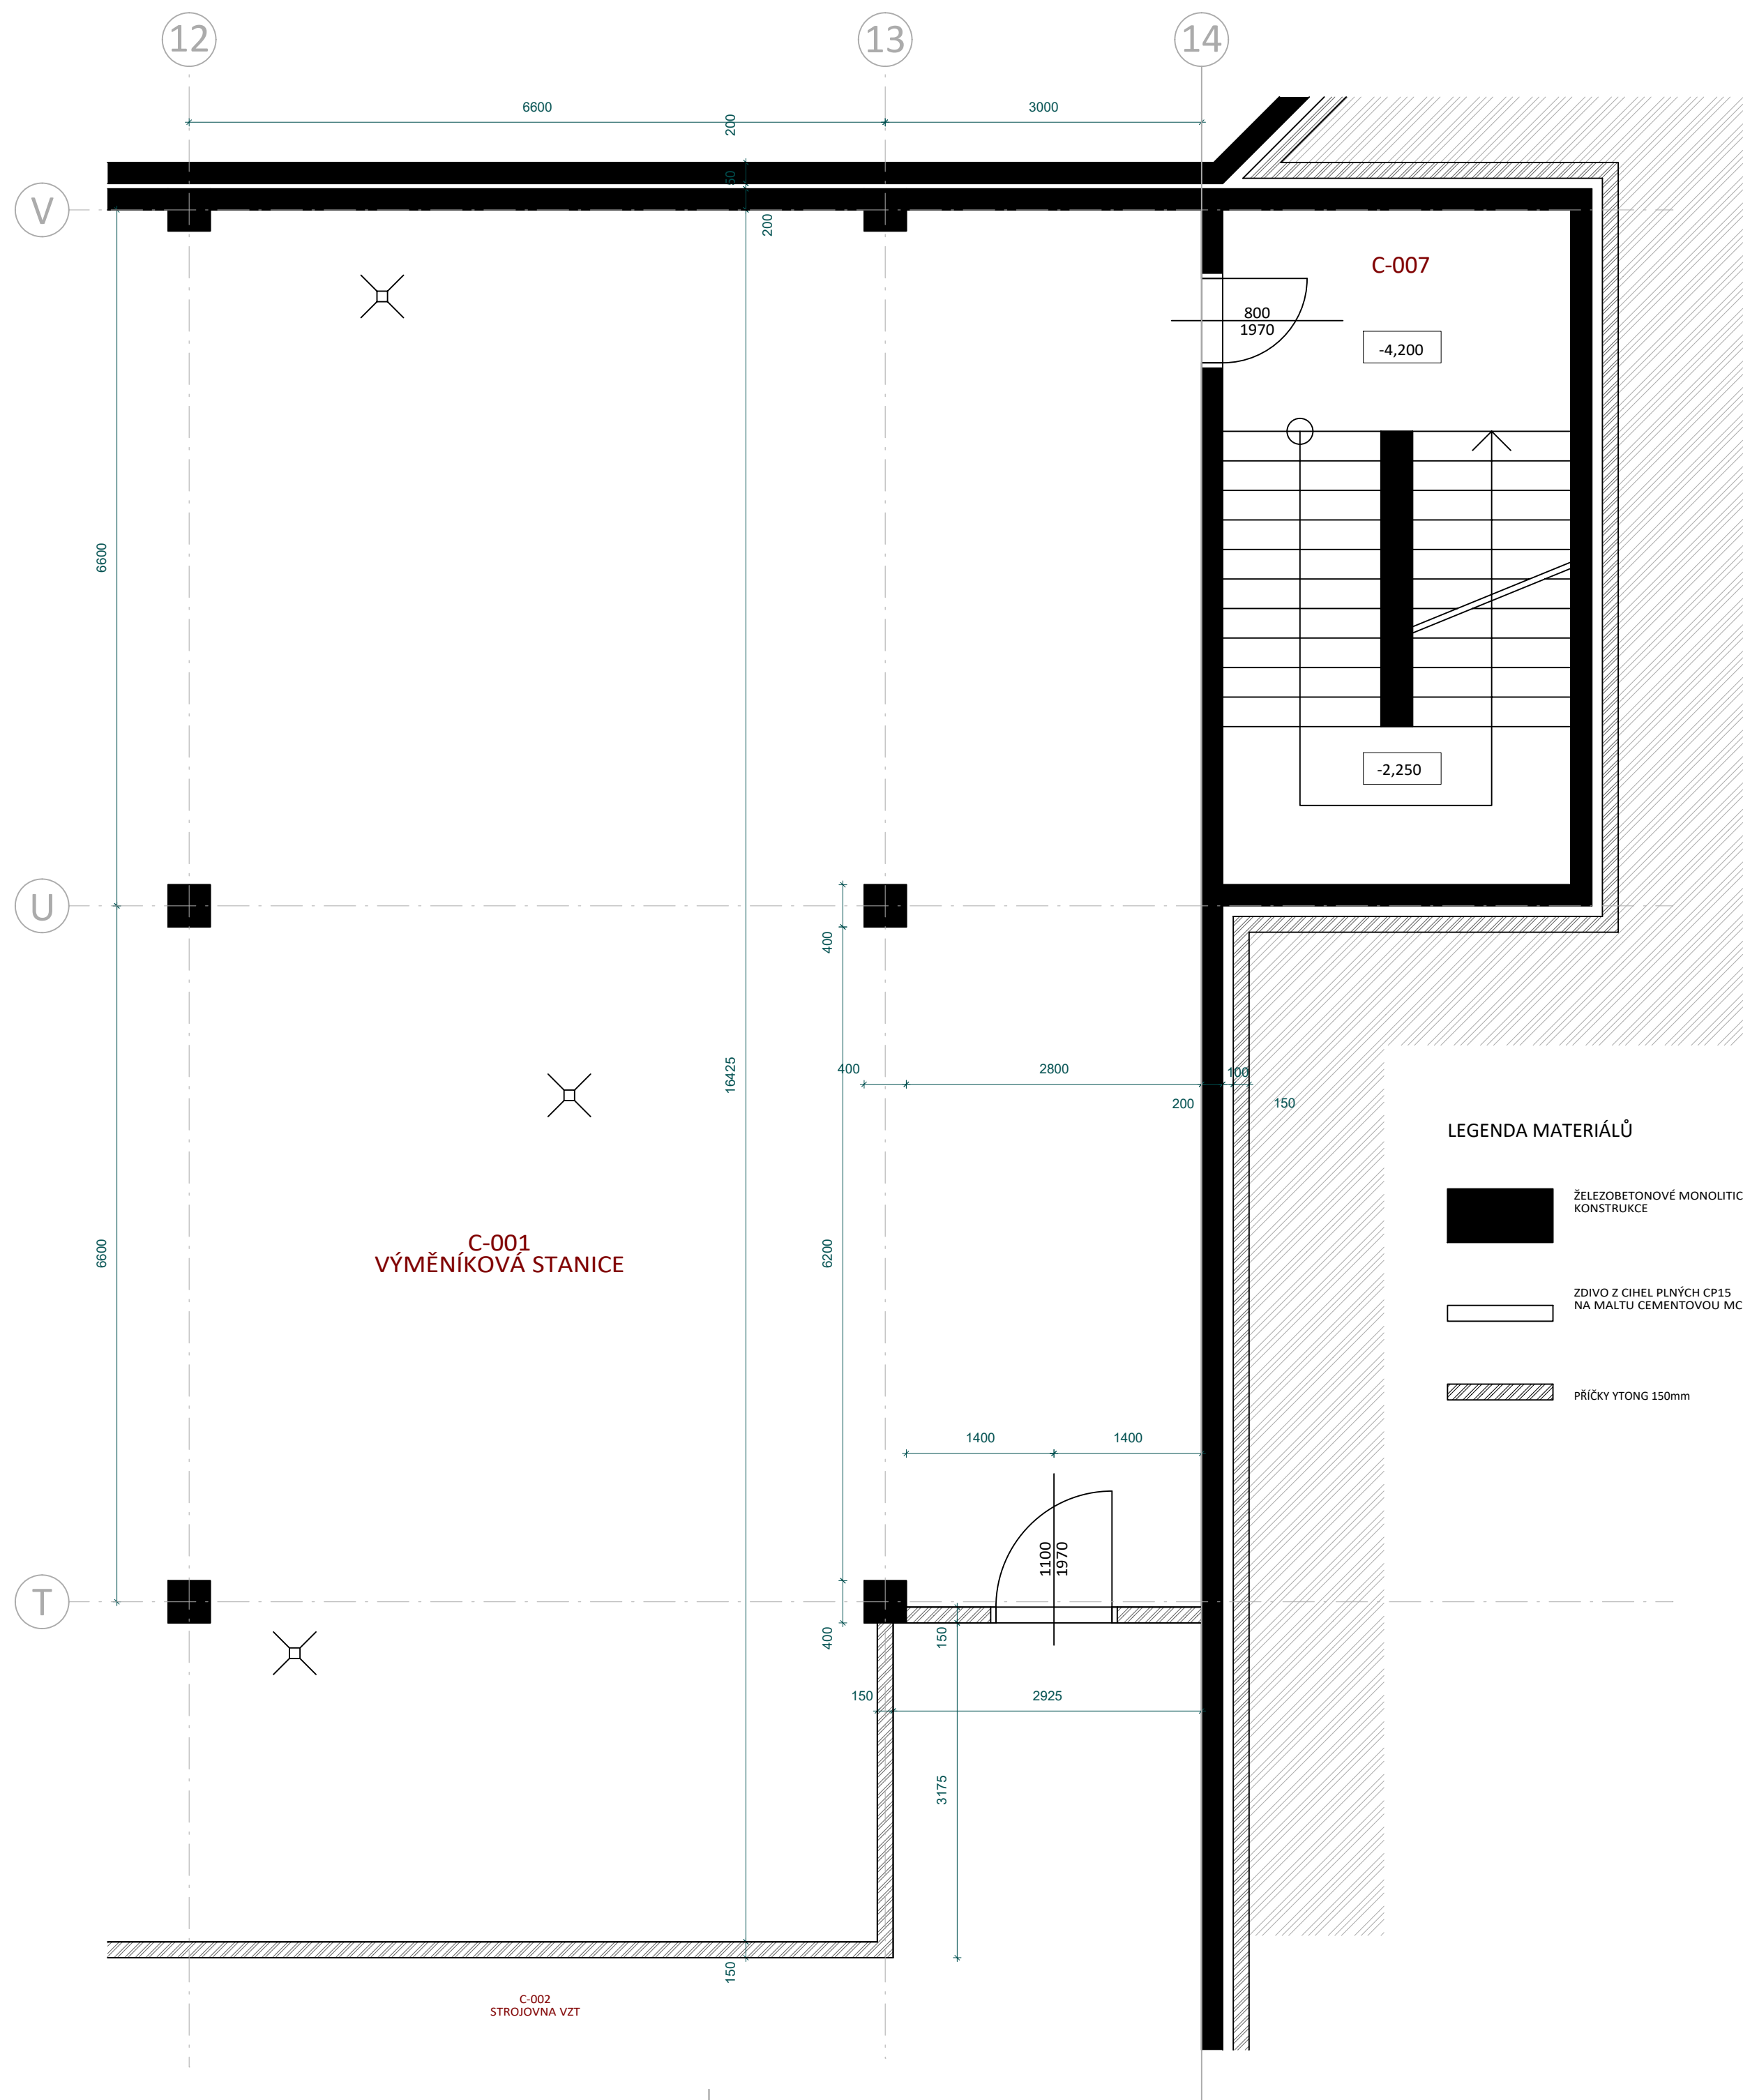 12
13
14
6600
3000
200
50
V
200
C-007
800
1970
-4,200
6600
-2,250
U
400
400
2800
100
16425
200
150
LEGENDA MATERIÁLŮ
ŽELEZOBETONOVÉ MONOLITIC
KONSTRUKCE
C-001
VÝMĚNÍKOVÁ STANICE
6600
6200
ZDIVO Z CIHEL PLNÝCH CP15
NA MALTU CEMENTOVOU MC
PŘÍČKY YTONG 150mm
1400
1400
1100
1970
T
400
150
150
2925
3175
150
C-002
STROJOVNA VZT